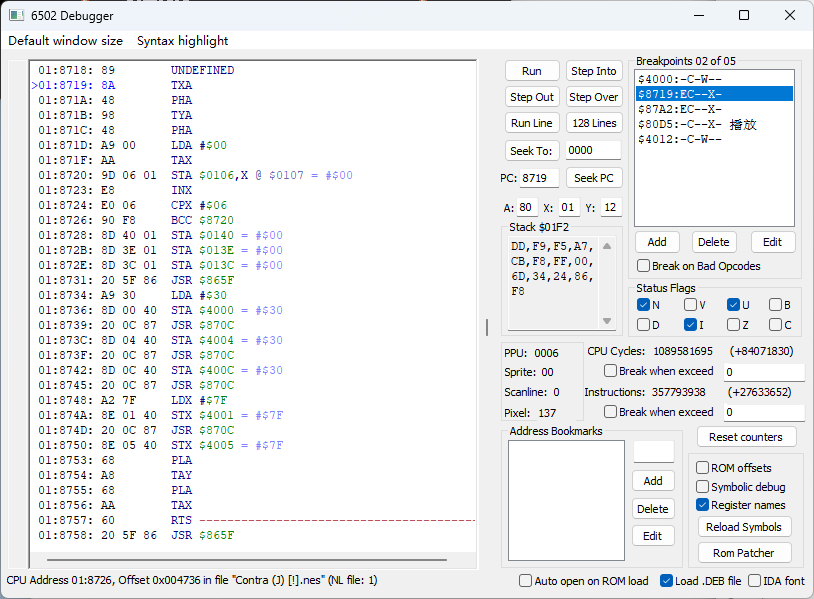 6502 Debugger
Default window size Syntax highlight
01:8718: 89 UNDEFINED
>01:8719: 8A TXA
01:871A: 48 PHA
01:871B: 98 TYA
01:871C: 48 PHA
01:871D: A9 00 LDA #$00
01:871F: AA TAX
01:8720: 9D 06 01 STA $0106,X @ $0107 = #$00
01:8723: E8 INX
01:8724: E0 06 CPX #$06
01:8726: 90 F8 BCC $8720
01:8728: 8D 40 01 STA $0140 = #$00
01:872B: 8D 3E 01 STA $013E = #$00
01:872E: 8D 3C 01 STA $013C = #$00
01:8731: 20 5F 86 JSR $865F
01:8734: A9 30 LDA #$30
01:8736: 8D 00 40 STA $4000 = #$30
01:8739: 20 0C 87 JSR $870C
01:873C: 8D 04 40 STA $4004 = #$30
01:873F: 20 0C 87 JSR $870C
01:8742: 8D 0C 40 STA $400C = #$30
01:8745: 20 0C 87 JSR $870C
01:8748: A2 7F LDX #$7F
01:874A: 8E 01 40 STX $4001 = #$7F
01:874D: 20 0C 87 JSR $870C
01:8750: 8E 05 40 STX $4005 = #$7F
01:8753: 68 PLA
01:8754: A8 TAY
01:8755: 68 PLA
01:8756: AA TAX
01:8757: 60 RTS ----------------------------------------
01:8758: 20 5F 86 JSR $865F
Run Step Into
Step Out Step Over
Run Line 128 Lines
Seek To: 0000
PC: 8719 Seek PC
A: 80 X: 01 Y: 12
Stack $01F2
DD,F9,F5,A7,
CB,F8,FF,00,
6D,34,24,86,
F8
Breakpoints 02 of 05
$4000:-C-W--
$8719:EC--X-
$87A2:EC--X-
$80D5:-C--X- 播放
$4012:-C-W--
Add Delete Edit
Break on Bad Opcodes
Status Flags
N V U B
D I Z C
PPU: 0006
Sprite: 00
Scanline: 0
Pixel: 137
CPU Cycles: 1089581695 (+84071830)
Break when exceed 0
Instructions: 357793938 (+27633652)
Break when exceed 0
Address Bookmarks
Add
Delete
Edit
Reset counters
ROM offsets
Symbolic debug
Register names
Reload Symbols
Rom Patcher
CPU Address 01:8726, Offset 0x004736 in file "Contra (J) [!].nes" (NL file: 1)
Auto open on ROM load Load .DEB file IDA font